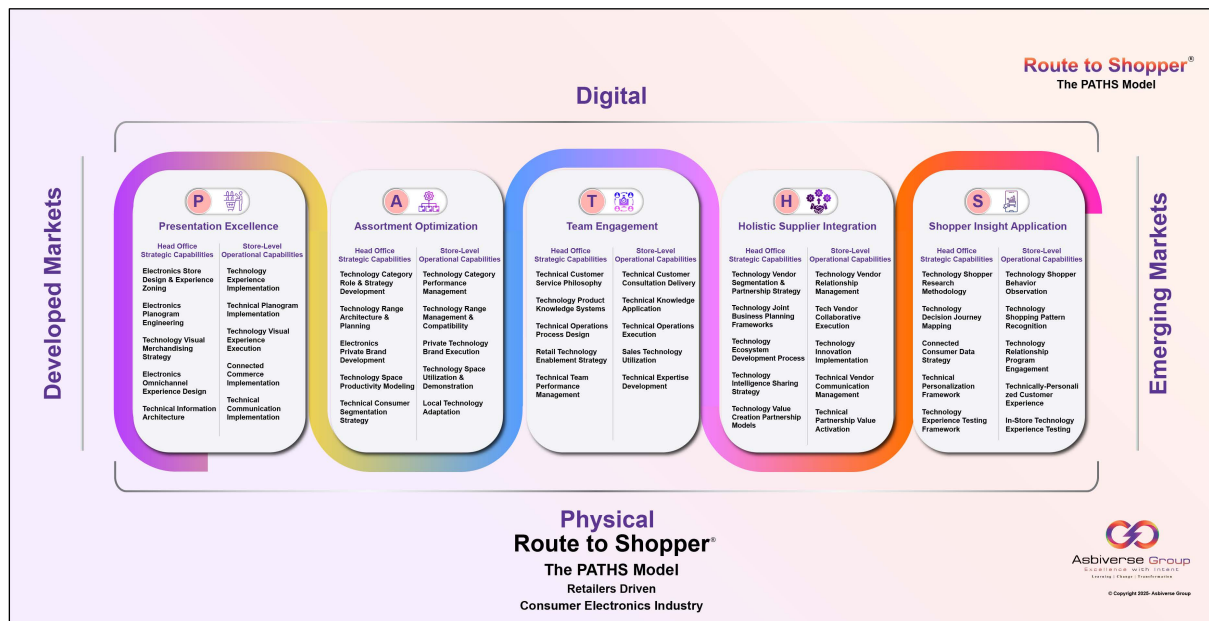 Route to Shopper®
The PATHS Model
Digital
Developed Markets
Emerging Markets
P
Presentation Excellence
Head Office
Strategic Capabilities
Electronics Store
Design & Experience
Zoning
Electronics
Planogram
Engineering
Technology Visual
Merchandising
Strategy
Electronics
Omnichannel
Experience Design
Technical Information
Architecture
Store-Level
Operational Capabilities
Technology
Experience
Implementation
Technical Planogram
Implementation
Technology Visual
Experience
Execution
Connected
Commerce
Implementation
Technical
Communication
Implementation
A
Assortment Optimization
Head Office
Strategic Capabilities
Technology Category
Role & Strategy
Development
Technology Range
Architecture &
Planning
Electronics
Private Brand
Development
Technology Space
Productivity Modeling
Technical Consumer
Segmentation
Strategy
Store-Level
Operational Capabilities
Technology Category
Performance
Management
Technology Range
Management &
Compatibility
Private Technology
Brand Execution
Technology Space
Utilization &
Demonstration
Local Technology
Adaptation
T
Team Engagement
Head Office
Strategic Capabilities
Technical Customer
Service Philosophy
Technology Product
Knowledge Systems
Technical Operations
Process Design
Retail Technology
Enablement Strategy
Technical Team
Performance
Management
Store-Level
Operational Capabilities
Technical Customer
Consultation Delivery
Technical Knowledge
Application
Technical Operations
Execution
Sales Technology
Utilization
Technical Expertise
Development
H
Holistic Supplier Integration
Head Office
Strategic Capabilities
Technology Vendor
Segmentation &
Partnership Strategy
Technology Joint
Business Planning
Frameworks
Technology
Ecosystem
Development Process
Technology
Intelligence Sharing
Strategy
Technology Value
Creation Partnership
Models
Store-Level
Operational Capabilities
Technology Vendor
Relationship
Management
Tech Vendor
Collaborative
Execution
Technology
Innovation
Implementation
Technical Vendor
Communication
Management
Technical
Partnership Value
Activation
S
Shopper Insight Application
Head Office
Strategic Capabilities
Technology Shopper
Research
Methodology
Technology
Decision Journey
Mapping
Connected
Consumer Data
Strategy
Technical
Personalization
Framework
Technology
Experience Testing
Framework
Store-Level
Operational Capabilities
Technology Shopper
Behavior
Observation
Technology
Shopping Pattern
Recognition
Technology
Relationship
Program
Engagement
Technically-Personali
zed Customer
Experience
In-Store Technology
Experience Testing
Physical
Route to Shopper®
The PATHS Model
Retailers Driven
Consumer Electronics Industry
Asbiverse Group
Excellence with Intent
Learning | Change | Transformation
© Copyright 2025- Asbiverse Group